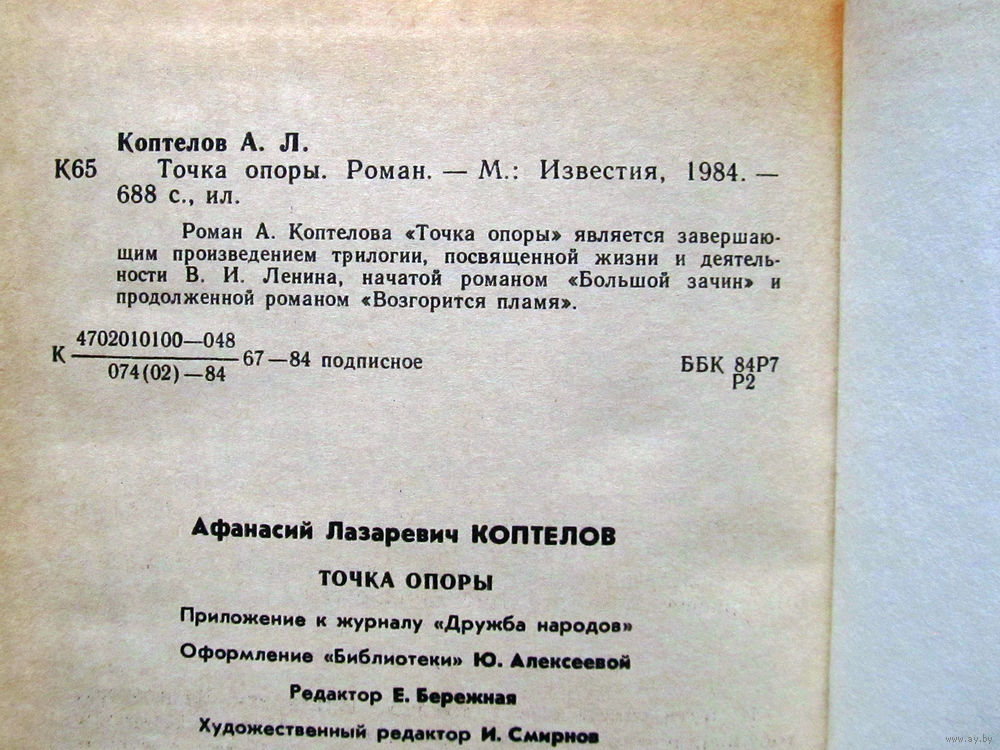 Коптелов А. Л.
К65 Точка опоры. Роман. — М.: Известия, 1984. —
688 с., ил.
Роман А. Коптелова «Точка опоры» является завершаю-
щим произведением трилогии, посвященной жизни и деятель-
ности В. И. Ленина, начатой романом «Большой зачин» и
продолженной романом «Возгорится пламя».
4702010100—048
К 67—84 подписное
074(02)—84
ББК 84Р7
Р2
Афанасий Лазаревич КОПТЕЛОВ
ТОЧКА ОПОРЫ
Приложение к журналу «Дружба народов»
Оформление «Библиотеки» Ю. Алексеевой
Редактор Е. Бережная
Художественный редактор И. Смирнов
www.ay.by